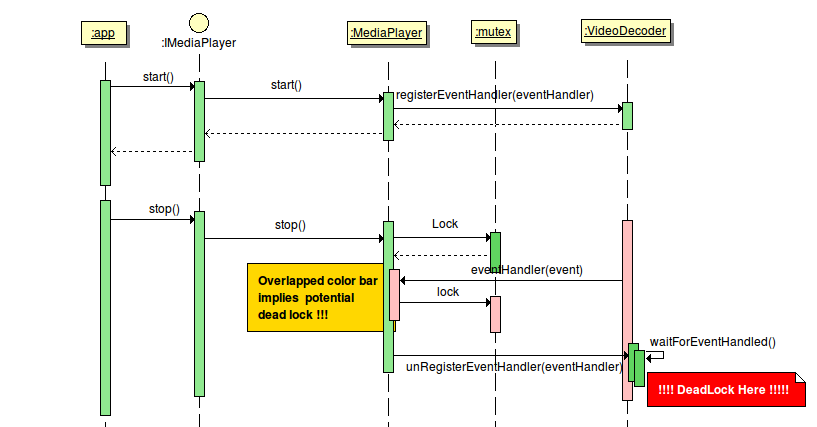 :app
:IMediaPlayer
:MediaPlayer
:mutex
:VideoDecoder
start()
start()
registerEventHandler(eventHandler)
stop()
stop()
Lock
eventHandler(event)
Overlapped color bar
implies potential
dead lock !!!
lock
waitForEventHandled()
unRegisterEventHandler(eventHandler)
!!!! DeadLock Here !!!!!